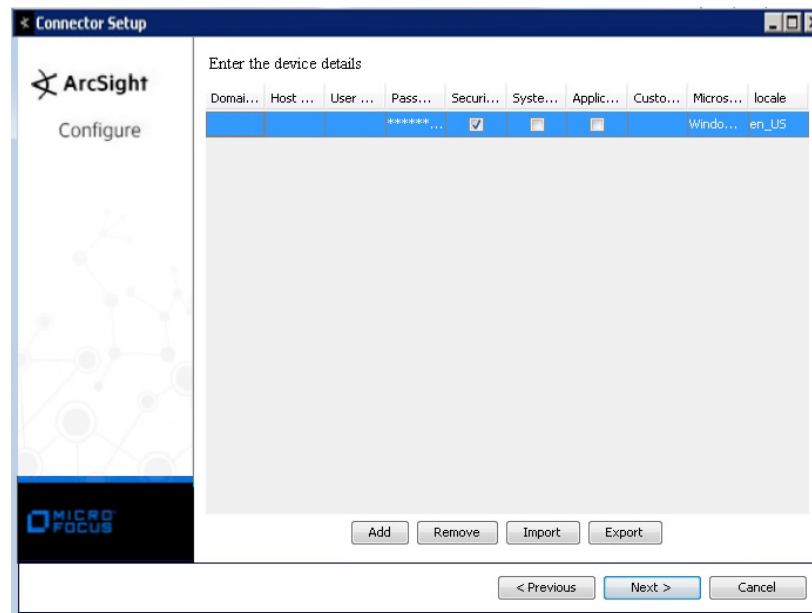 Connector Setup
ArcSight
Configure
Enter the device details
Domai... Host ... User ... Pass... Securi... Syste... Applic... Custo... Micros... locale
******... Windo... en_US
MICRO
FOCUS
Add Remove Import Export
< Previous Next > Cancel